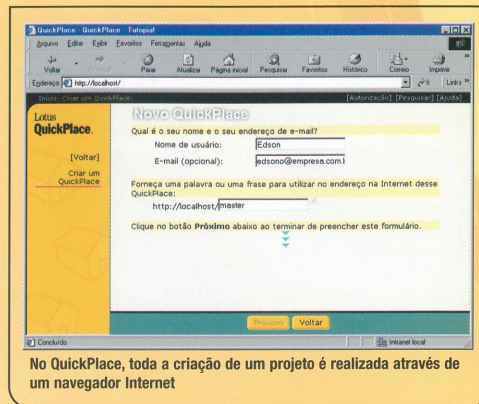 QuickPlace - QuickPlace - Tutopial
Arquivo Editar Exibir Favoritos Ferramentas Ajuda
Voltar Parar Atualizar Página inicial Pesquisar Favoritos Histórico Correio Imprimir
Endereço http://localhost/ Ir Links »
Início: Criar um QuickPlace: [Autorização] [Pesquisar] [Ajuda]
Lotus
QuickPlace.
[Voltar]
Criar um
QuickPlace
Novo QuickPlace
Qual é o seu nome e o seu endereço de e-mail?
Nome de usuário: Edson
E-mail (opcional): edsono@empresa.com.l
Forneça uma palavra ou uma frase para utilizar no endereço na Internet desse
QuickPlace:
http://localhost/ master
Clique no botão Próximo abaixo ao terminar de preencher este formulário.
Próximo Voltar
Concluído Intranet local
No QuickPlace, toda a criação de um projeto é realizada através de
um navegador Internet